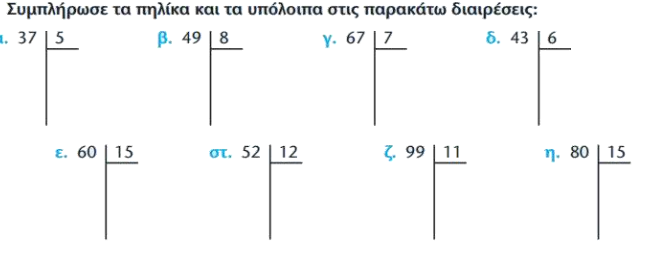 Συμπλήρωσε τα πηλίκα και τα υπόλοιπα στις παρακάτω διαιρέσεις:
α. 37 5 β. 49 8 γ. 67 7 δ. 43 6
ε. 60 15 στ. 52 12 ζ. 99 11 η. 80 15